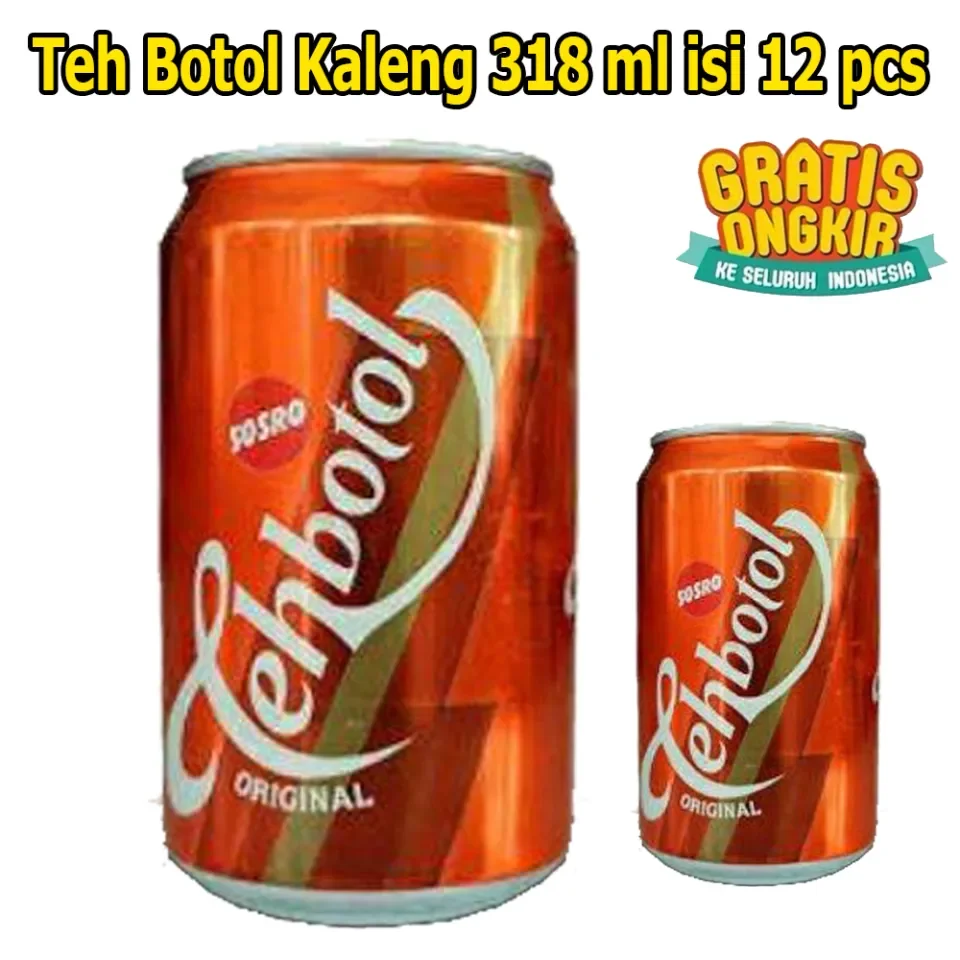 Teh Botol Kaleng 318 ml isi 12 pcs
GRATIS
ONGKIR
KE SELURUH INDONESIA
SOSRO
Tehbotol
ORIGINAL
SOSRO
Tehbotol
ORIGINAL